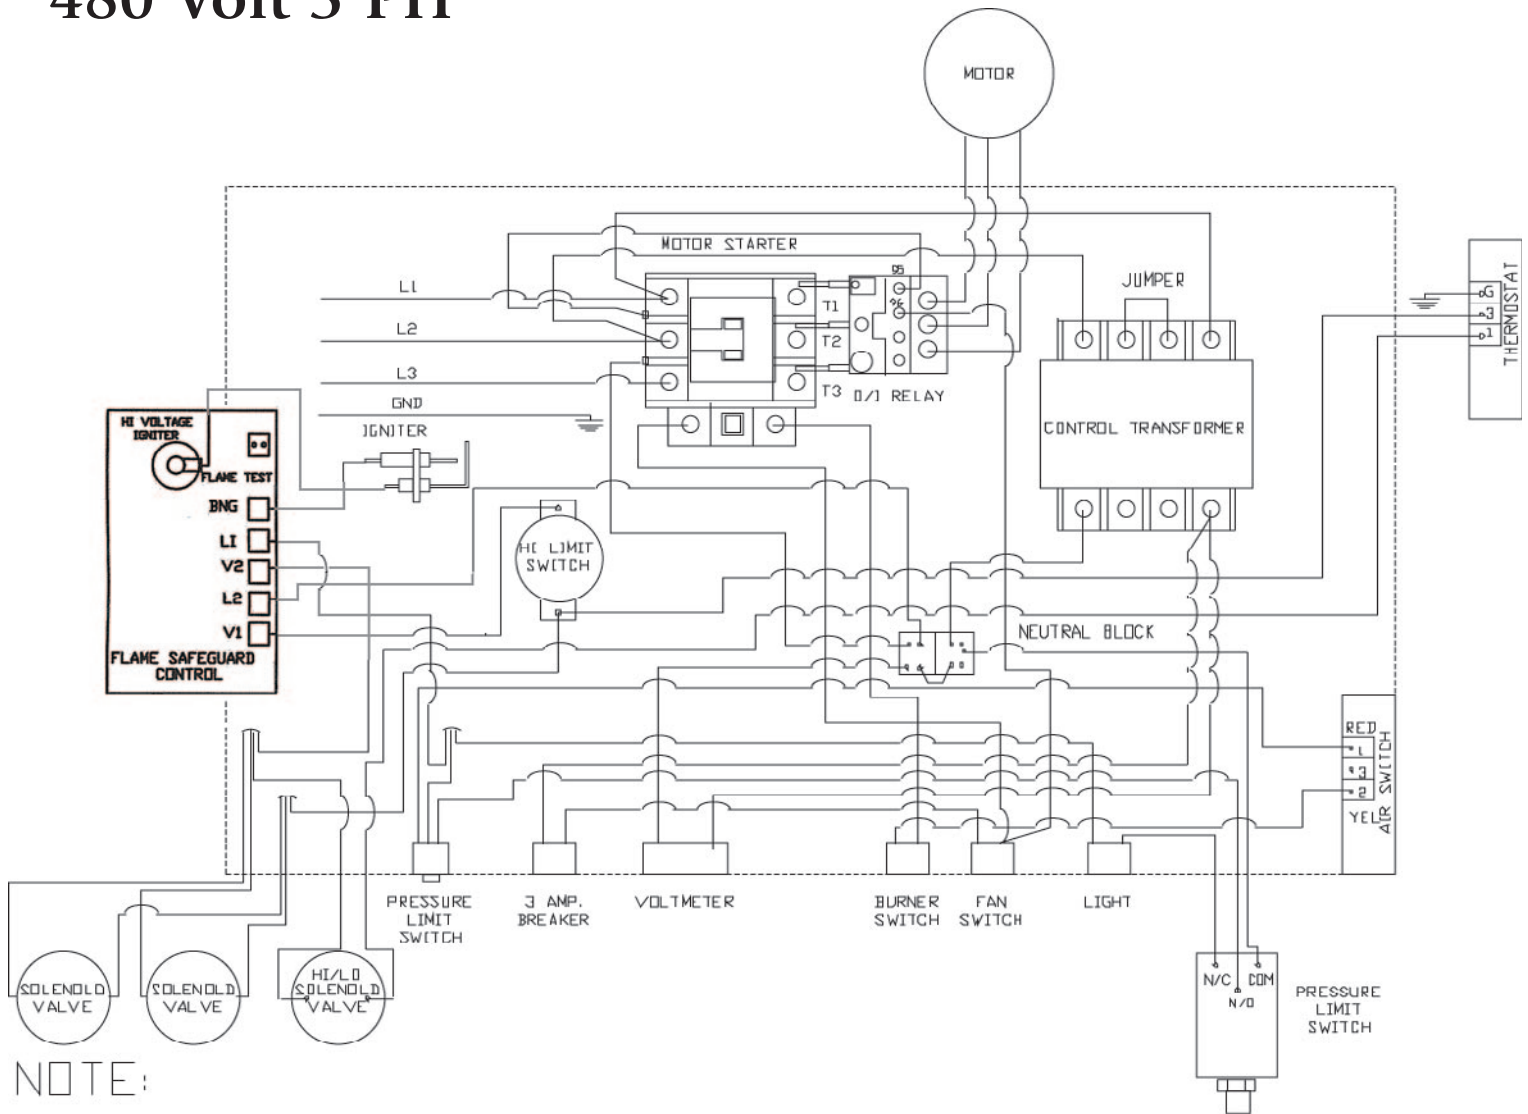 480 Volt 3 PH
MOTOR
MOTOR STARTER
L1
L2
L3
GND
IGNITER
T1
T2
T3
95
96
O/I RELAY
JUMPER
CONTROL TRANSFORMER
G
3
1
THERMOSTAT
HI VOLTAGE
IGNITER
FLAME TEST
BNG
LI
V2
L2
V1
FLAME SAFEGUARD
CONTROL
HI LIMIT
SWITCH
NEUTRAL BLOCK
RED
1
3
2
YEL
AIR SWITCH
PRESSURE
LIMIT
SWITCH
3 AMP.
BREAKER
VOLTMETER
BURNER
SWITCH
FAN
SWITCH
LIGHT
SOLENOLD
VALVE
SOLENOLD
VALVE
HI/LO
SOLENOLD
VALVE
N/C
COM
N/O
PRESSURE
LIMIT
SWITCH
NOTE: